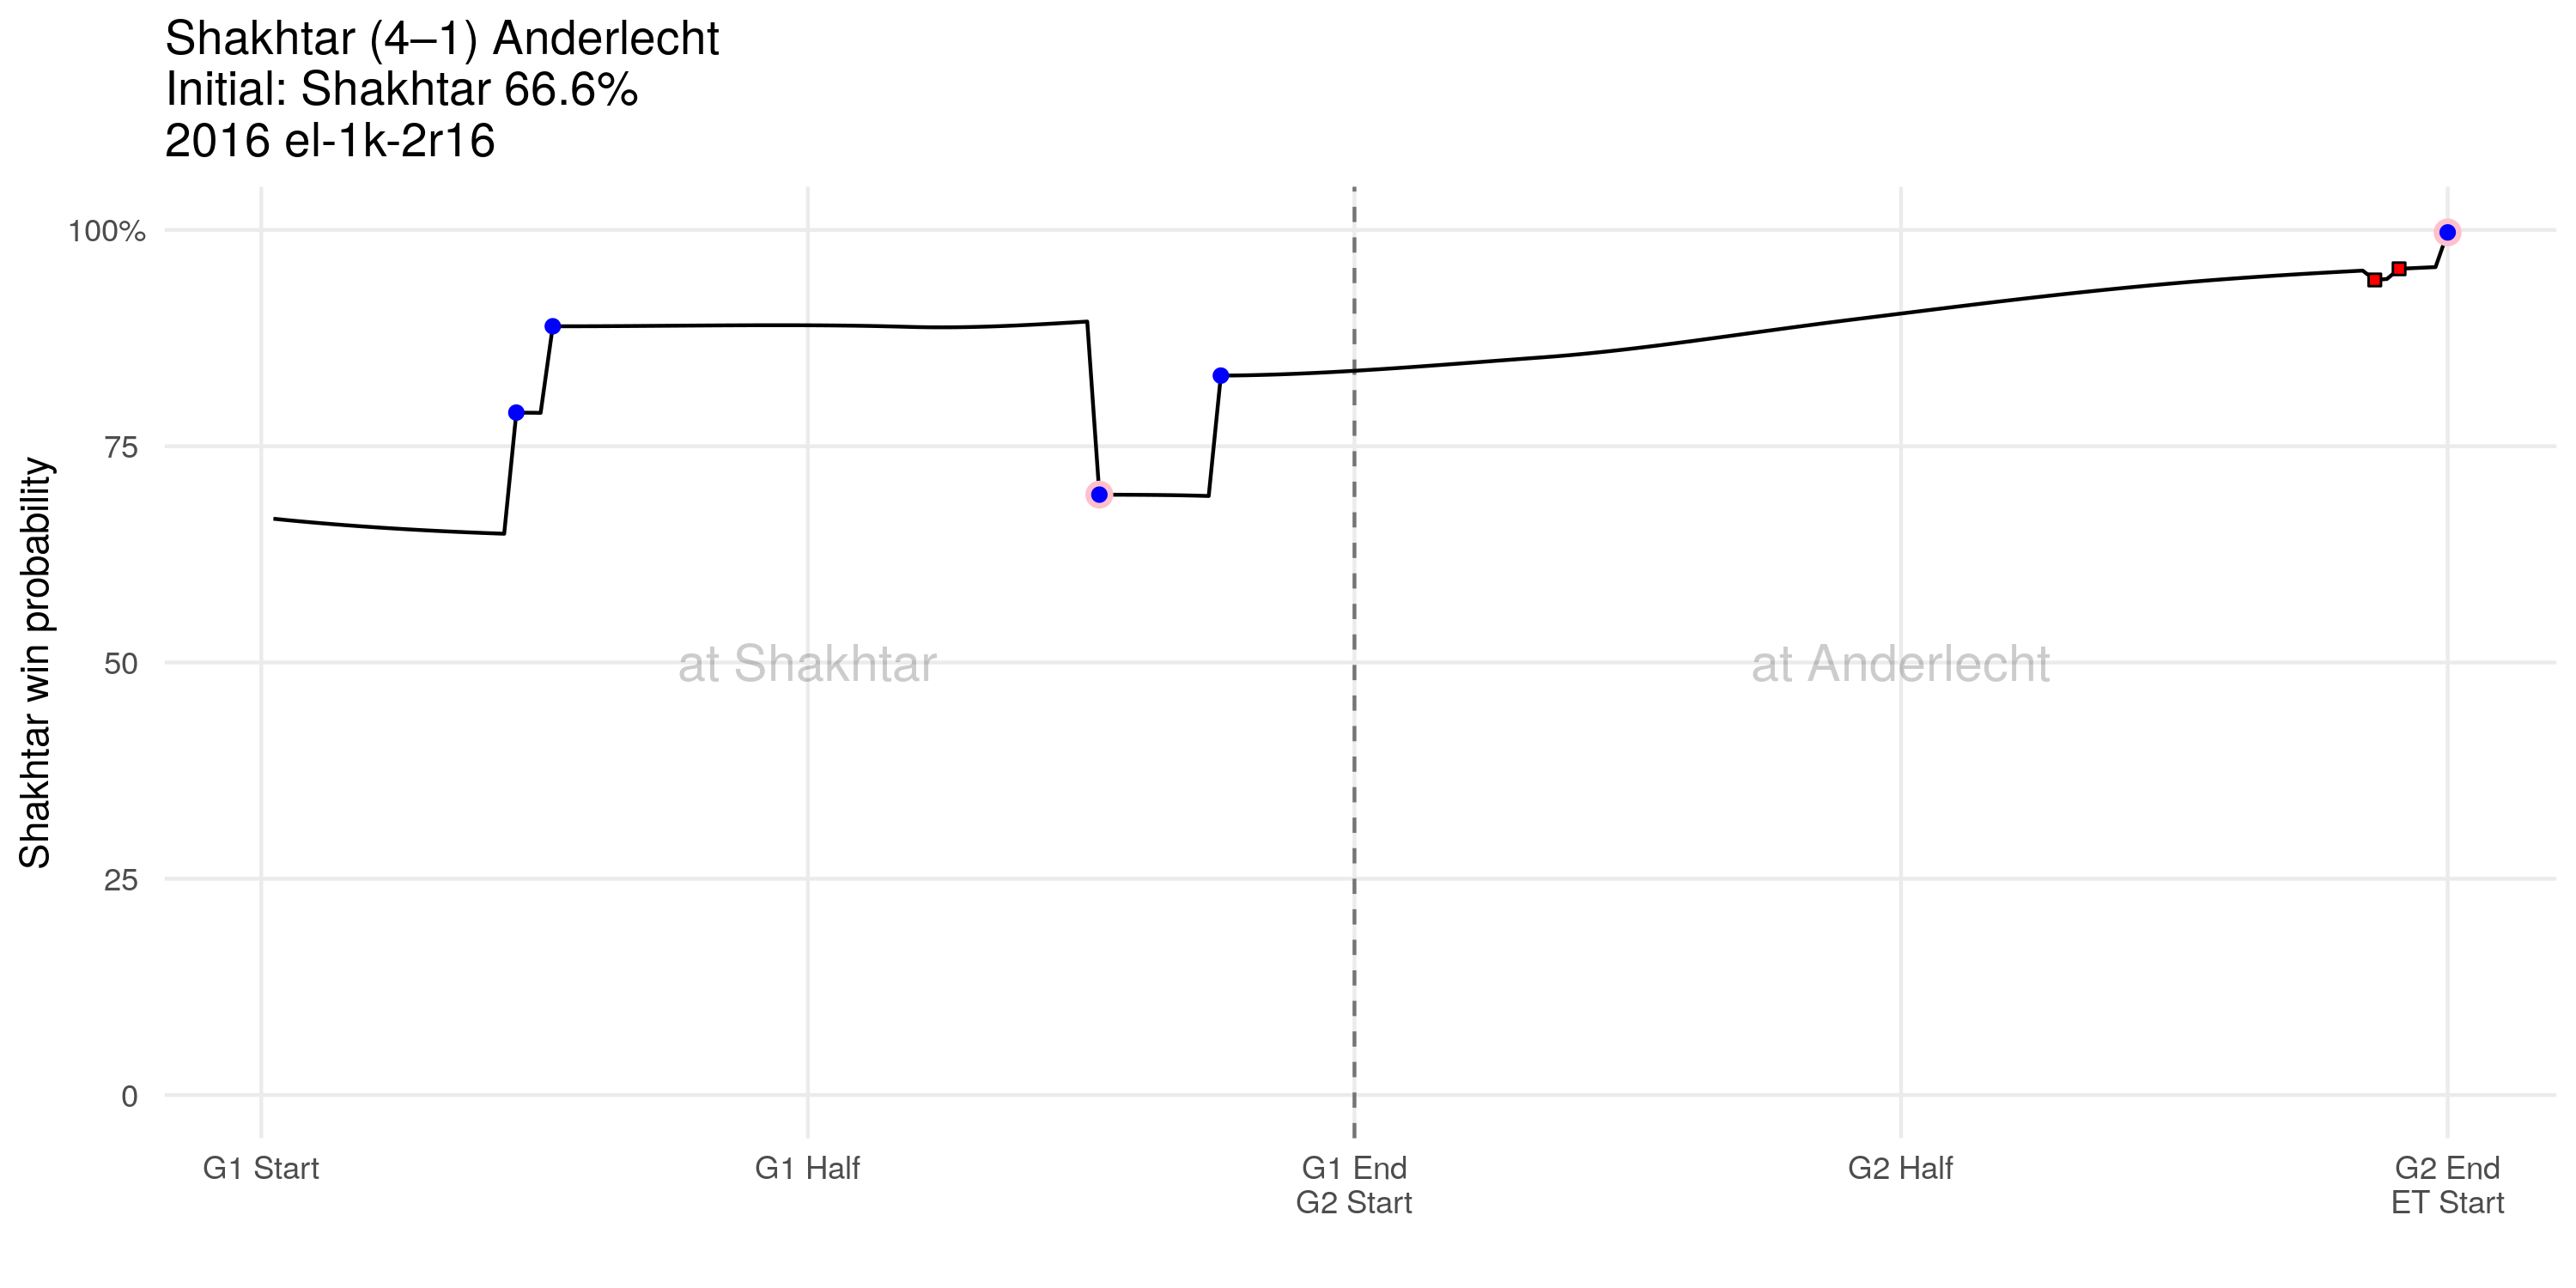 Shakhtar (4–1) Anderlecht
Initial: Shakhtar 66.6%
2016 el-1k-2r16
Shakhtar win probability
100%
75
50
25
0
at Shakhtar
at Anderlecht
G1 Start
G1 Half
G1 End
G2 Start
G2 Half
G2 End
ET Start